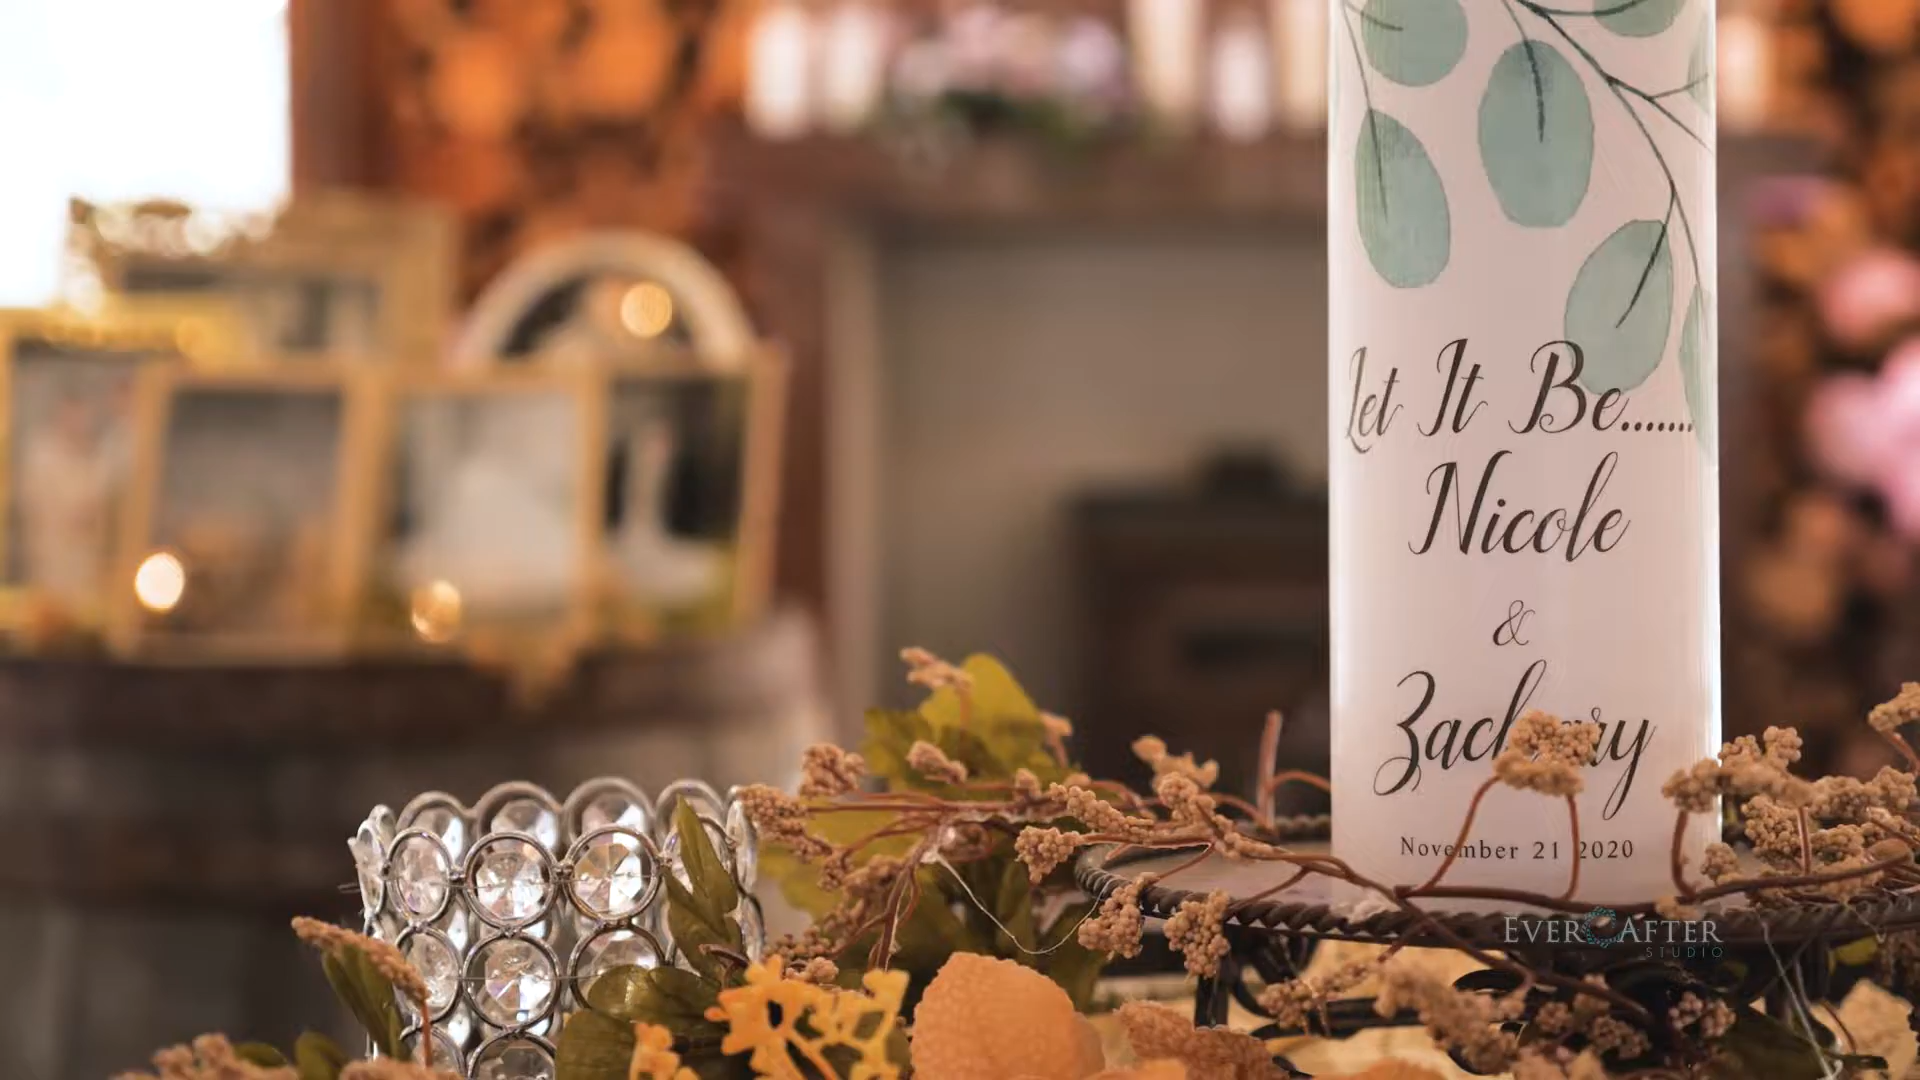 Let It Be.......
Nicole
&
Zachary
November 21 2020
EVER AFTER
STUDIO